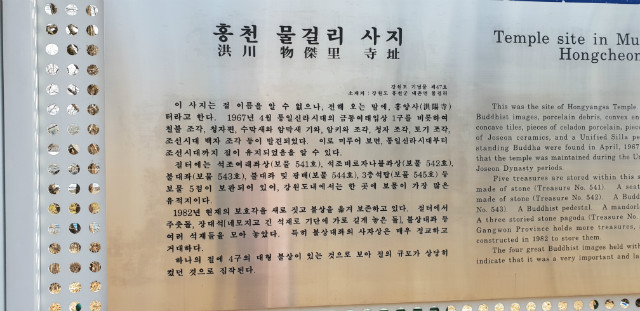 홍천 물걸리 사지
洪川 物傑里 寺址
강원도 기념물 제47호
소재지 : 강원도 홍천군 내촌면 물걸리
이 사지는 절 이름을 알 수 없으나, 전해 오는 말에, 홍양사(洪陽寺)
터라고 한다. 1967년 4월 통일신라시대의 금동여래입상 1구를 비롯하여
철불 조각, 철자편, 수막새와 암막새 기와, 암키와 조각, 청자 조각, 토기 조각,
조선시대 백자 조각 등이 발견되었다. 이로 미루어 보면, 통일신라시대부터
조선시대까지 절이 유지되었음을 알 수 있다.
절터에는 석조여래좌상(보물 541호), 석조비로자나불좌상(보물 542호),
불대좌(보물 543호), 불대좌 및 광배(보물 544호), 3층석탑(보물 545호) 등
보물 5점이 보관되어 있어, 강원도내에서는 한 곳에 보물이 가장 많은
유적지이다.
1982년 현재의 보호각을 새로 짓고 불상을 옮겨 보존하고 있다. 절터에서
주춧돌, 장대석[네모지고 긴 석재로 기단에 가로 길게 놓은 돌], 불상대좌 등
여러 석재들을 모아 놓았다. 특히 불상대좌의 사자상은 매우 정교하고
거대하다.
하나의 절에 4구의 대형 불상이 있는 것으로 보아 절의 규모가 상당히
컸던 것으로 짐작된다.
Temple site in Mu
Hongcheon
This was the site of Hongyangsa Temple
Buddhist images, porcelain debris, convex
concave tiles, pieces of celadon porcelain, piec
of Joseon ceramics, and a Unified Silla pe
standing Buddha were found in April, 1967
that the temple was maintained during the U
Joseon Dynasty periods.
Five treasures are stored within this s
made of stone (Treasure No. 541). A seat
made of stone (Treasure No. 542). A Budd
No. 543). A Buddhist pedestal. A mandorl
A three storied stone pagoda (Treasure No.
Gangwon Province holds more treasures,
constructed in 1982 to store them.
The four great Buddhist images held with
indicate that it was a very important and la